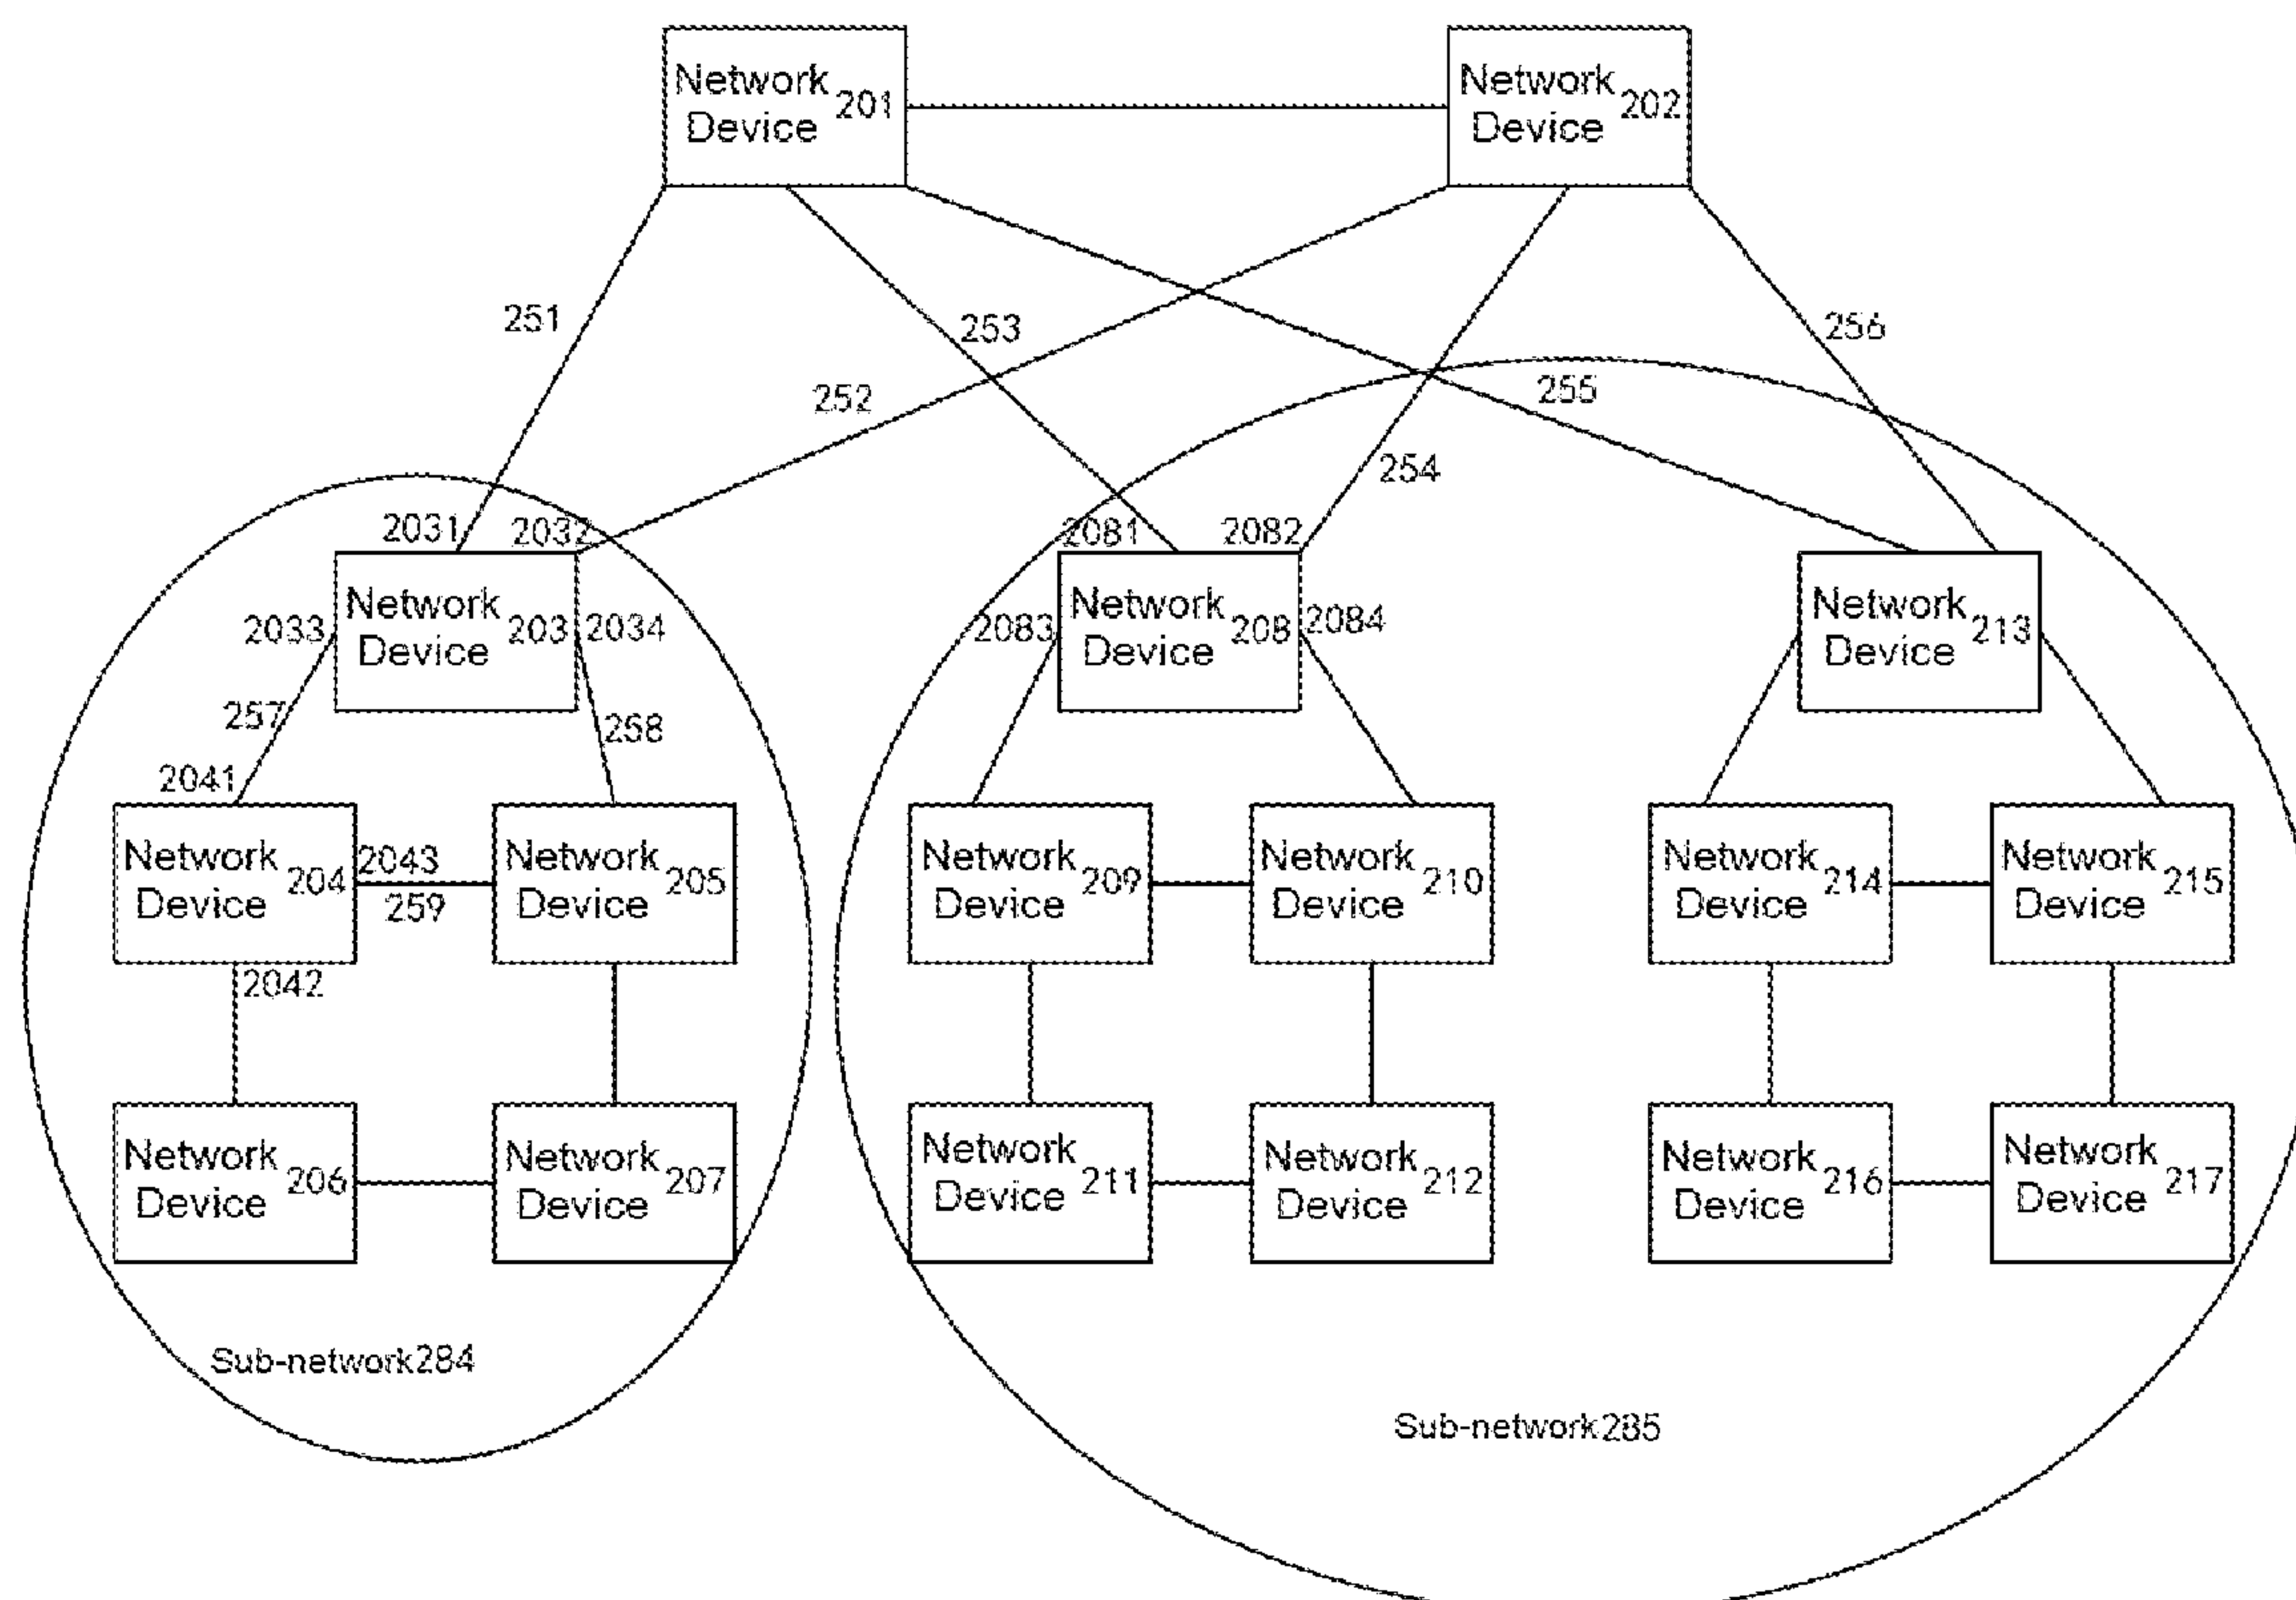 Network
Device 201
Network
Device 202
251
253
256
252
255
254
2031
2032
2081
2082
Network
Device 203
2033
2034
Network
Device 208
2083
2084
Network
Device 213
257
258
2041
Network
Device 204
2043
259
Network
Device 205
Network
Device 209
Network
Device 210
Network
Device 214
Network
Device 215
2042
Network
Device 206
Network
Device 207
Network
Device 211
Network
Device 212
Network
Device 216
Network
Device 217
Sub-network284
Sub-network285